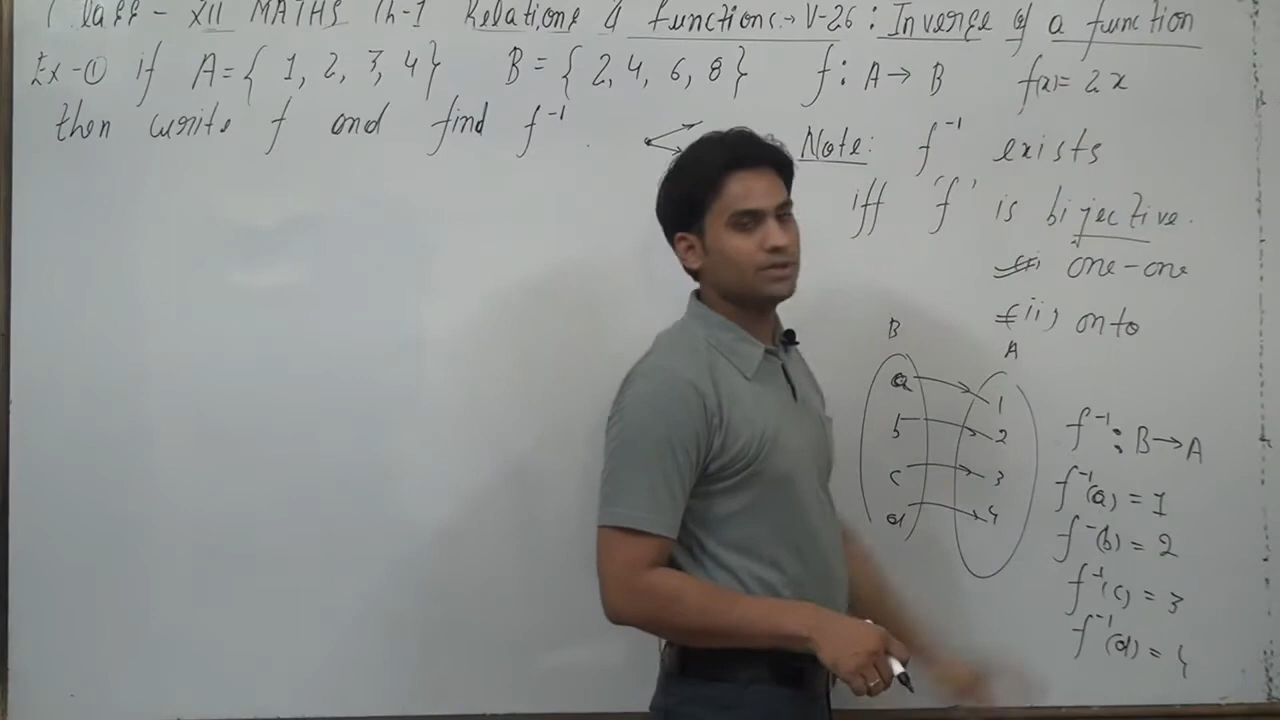 Class - XII MATHS Ch-1 Relations & functions:- V-26 : Inverse of a function
Ex-① if A={ 1, 2, 3, 4 } B = { 2, 4, 6, 8 } f : A → B f(x)= 2x
then write f and find f⁻¹.
Note: f⁻¹ exists
iff 'f' is bijective.
(i) one-one
(ii) onto
B A
a 1
b 2
c 3
d 4
f⁻¹ : B→A
f⁻¹(a) = 1
f⁻¹(b) = 2
f⁻¹(c) = 3
f⁻¹(d) = 4